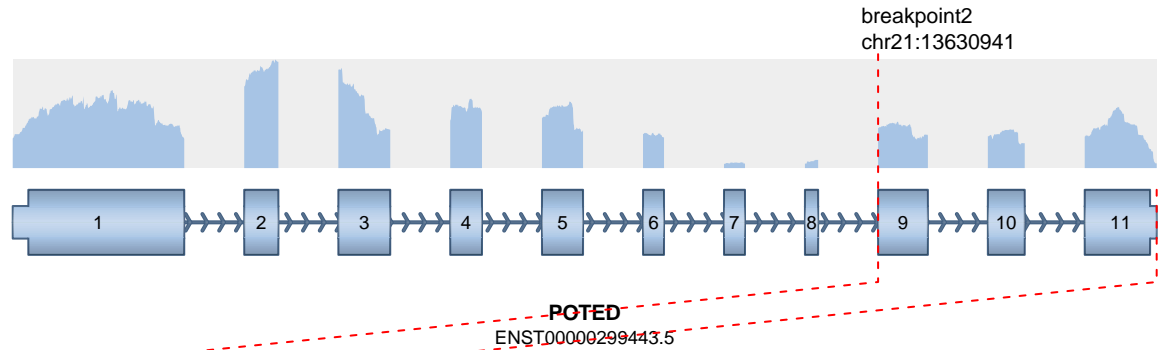 breakpoint2
chr21:13630941
1 2 3 4 5 6 7 8 9 10 11
POTED
ENST00000299443.5